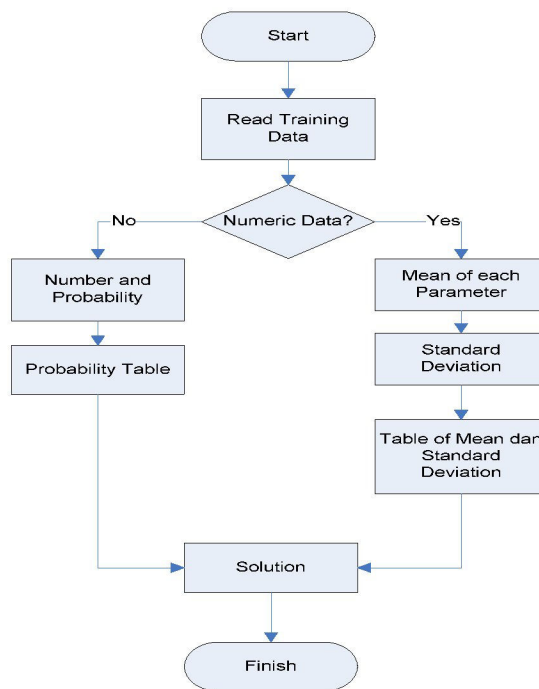 Start
Read Training
Data
Numeric Data?
No
Yes
Number and
Probability
Mean of each
Parameter
Probability Table
Standard
Deviation
Table of Mean dan
Standard
Deviation
Solution
Finish